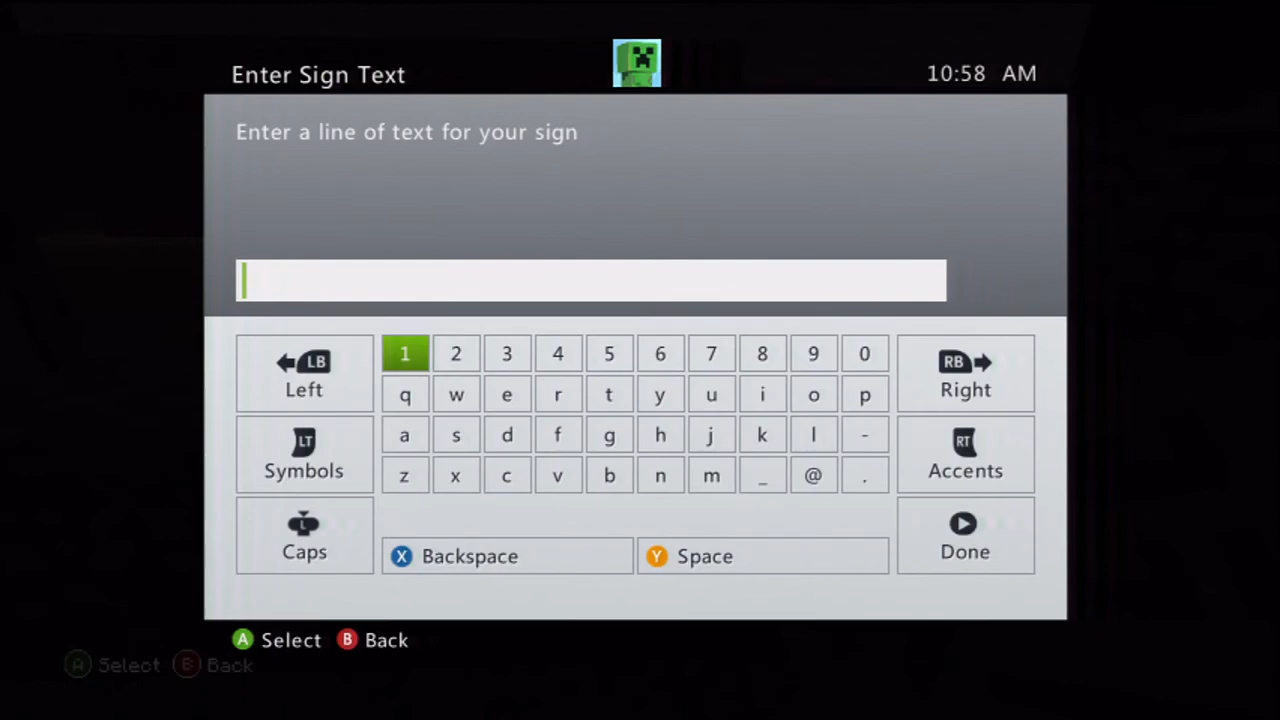 Enter Sign Text
10:58 AM
Enter a line of text for your sign
LB
Left
1 2 3 4 5 6 7 8 9 0
RB
Right
q w e r t y u i o p
LT
Symbols
a s d f g h j k l -
RT
Accents
z x c v b n m _ @ .
L
Caps
X Backspace
Y Space
Done
A Select B Back
A Select B Back